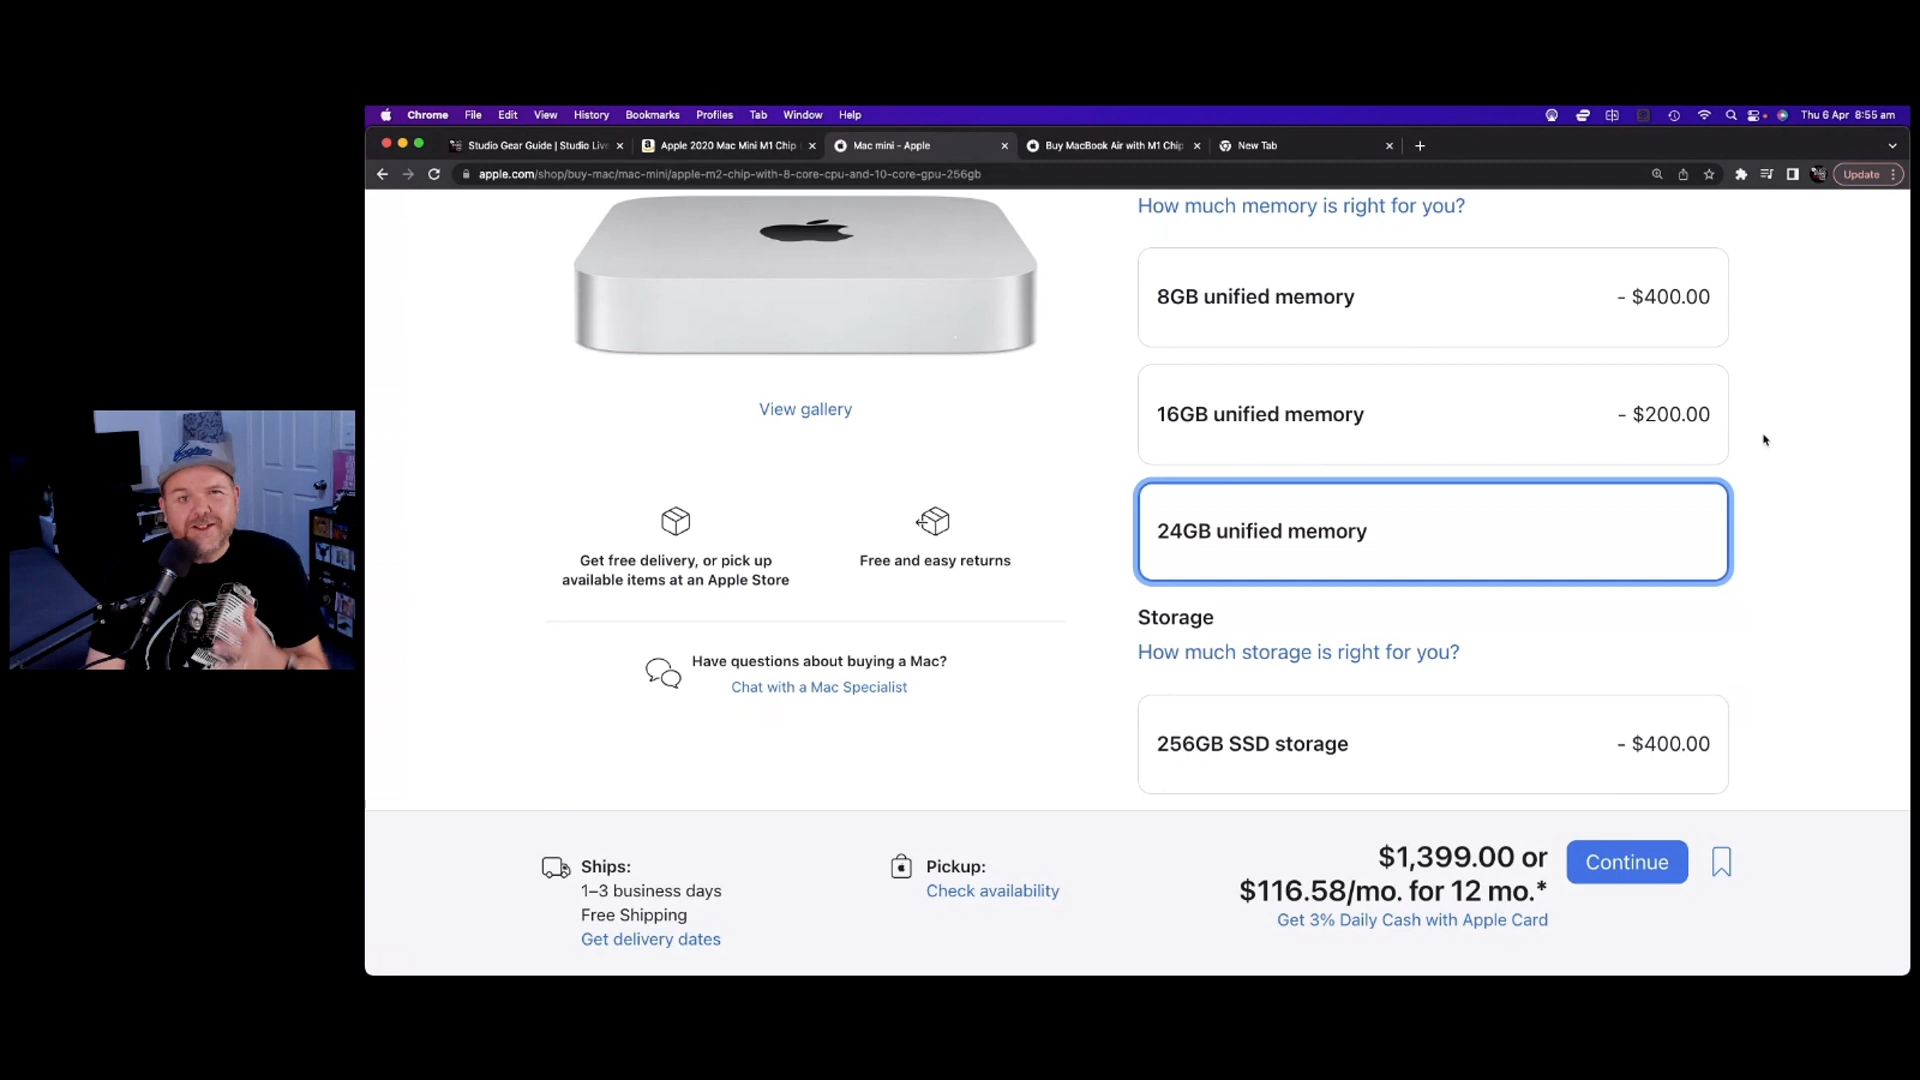 Chrome File Edit View History Bookmarks Profiles Tab Window Help
Thu 6 Apr 8:55 am
Studio Gear Guide | Studio Live
Apple 2020 Mac Mini M1 Chip
Mac mini - Apple
Buy MacBook Air with M1 Chip
New Tab
apple.com/shop/buy-mac/mac-mini/apple-m2-chip-with-8-core-cpu-and-10-core-gpu-256gb
Update
How much memory is right for you?
8GB unified memory - $400.00
16GB unified memory - $200.00
24GB unified memory
View gallery
Get free delivery, or pick up
available items at an Apple Store
Free and easy returns
Have questions about buying a Mac?
Chat with a Mac Specialist
Storage
How much storage is right for you?
256GB SSD storage - $400.00
Ships:
1–3 business days
Free Shipping
Get delivery dates
Pickup:
Check availability
$1,399.00 or
$116.58/mo. for 12 mo.*
Get 3% Daily Cash with Apple Card
Continue